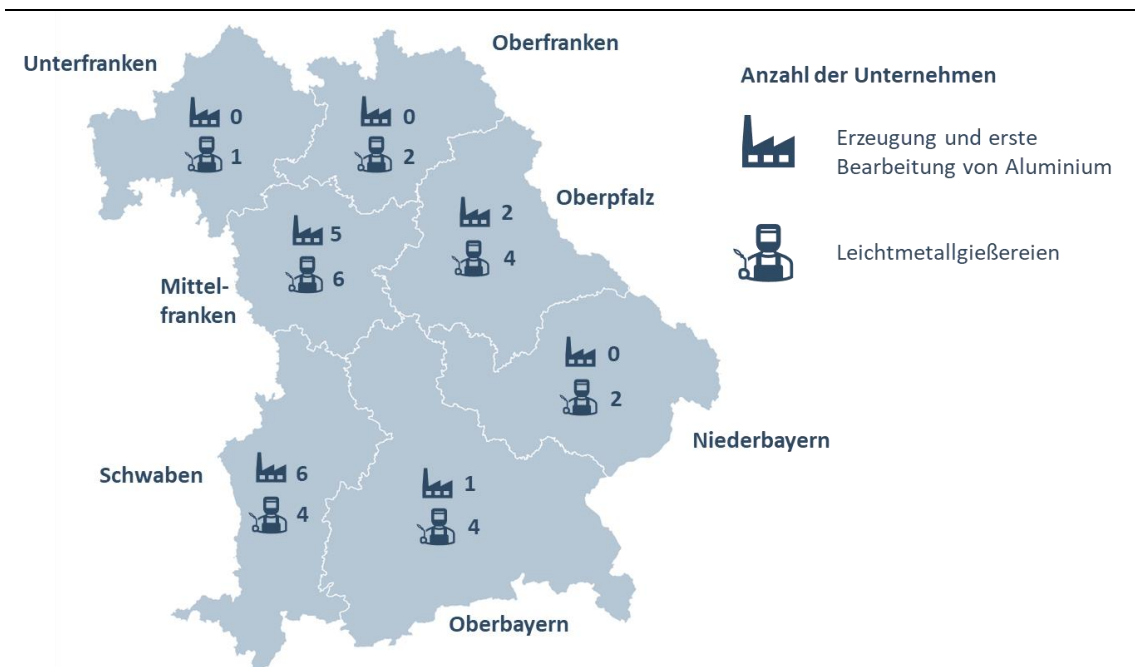 Oberfranken
Unterfranken
Anzahl der Unternehmen
0
0
1
2
Erzeugung und erste
Bearbeitung von Aluminium
Oberpfalz
2
4
5
6
Leichtmetallgießereien
Mittel-
franken
0
2
Niederbayern
Schwaben
6
4
1
4
Oberbayern